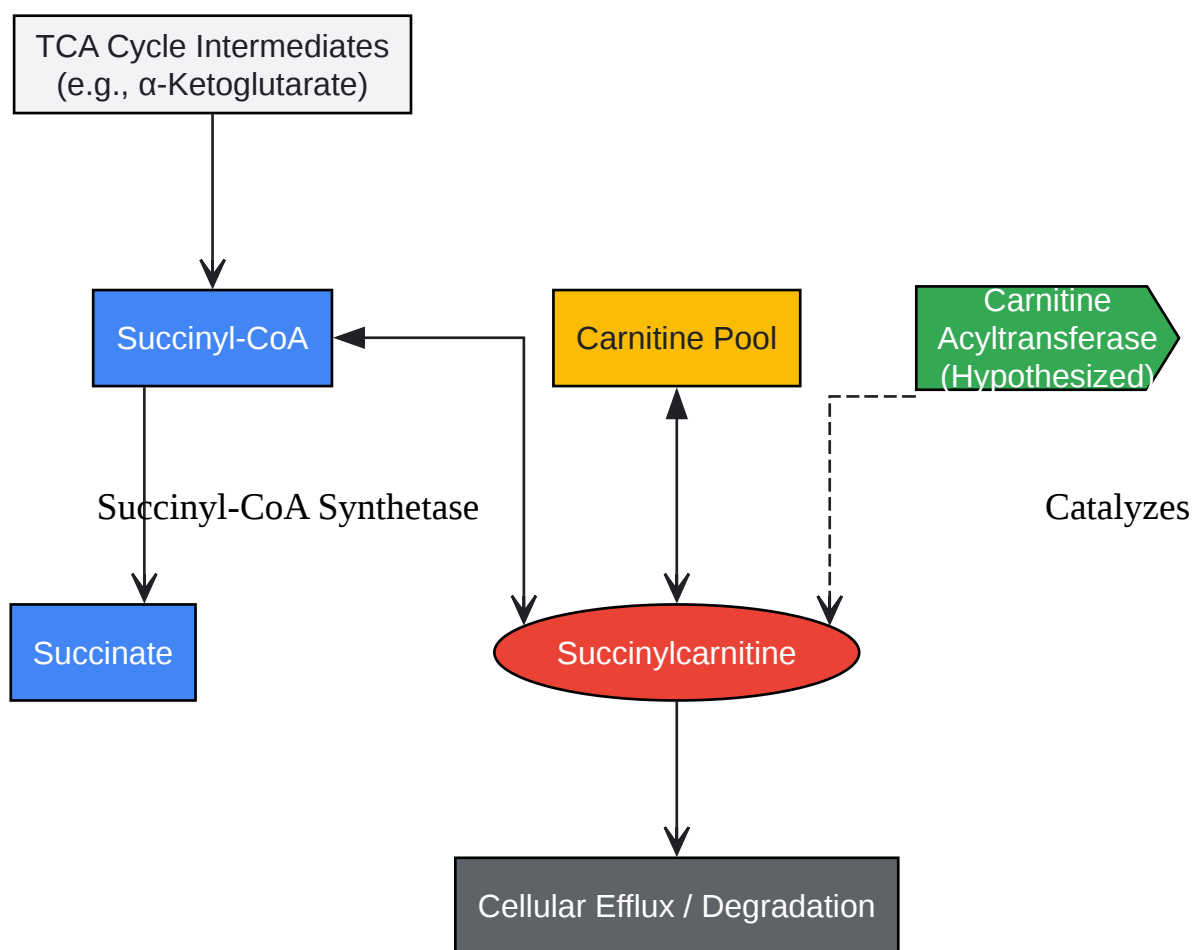 TCA Cycle Intermediates
(e.g., α-Ketoglutarate)
Succinyl-CoA
Carnitine Pool
Carnitine
Acyltransferase
(Hypothesized)
Succinyl-CoA Synthetase
Catalyzes
Succinate
Succinylcarnitine
Cellular Efflux / Degradation